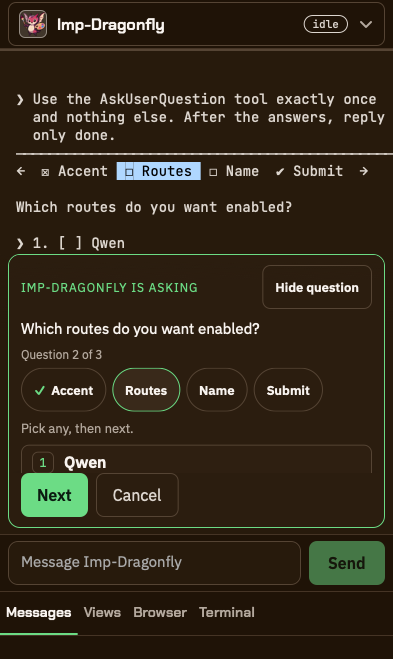 Imp-Dragonfly
idle
❯ Use the AskUserQuestion tool exactly once
and nothing else. After the answers, reply
only done.
← ☒ Accent □ Routes □ Name ✔ Submit →
Which routes do you want enabled?
❯ 1. [ ] Qwen
IMP-DRAGONFLY IS ASKING
Hide question
Which routes do you want enabled?
Question 2 of 3
✓ Accent Routes Name Submit
Pick any, then next.
1 Qwen
Next Cancel
Message Imp-Dragonfly Send
Messages Views Browser Terminal